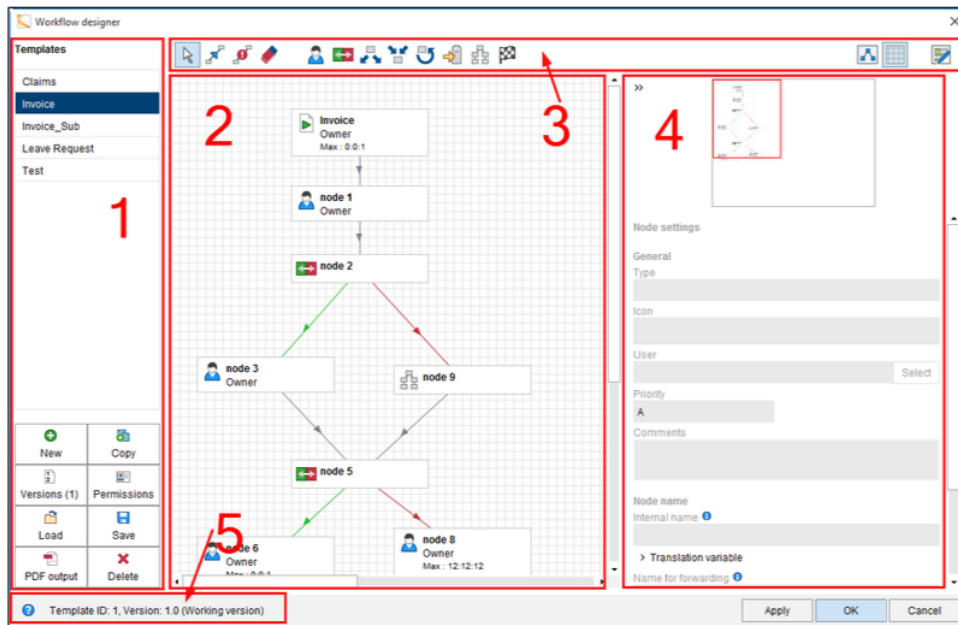 Workflow designer
Templates
Claims
Invoice
Invoice_Sub
Leave Request
Test
1
New
Copy
Versions (1)
Permissions
Load
Save
PDF output
Delete
2
Invoice
Owner
Max : 0:0:1
node 1
Owner
node 2
node 3
Owner
node 9
node 5
node 6
Owner
Max : 0:0:1
node 8
Owner
Max : 12:12:12
3
4
»
Node settings
General
Type
Icon
User
Select
Priority
A
Comments
Node name
Internal name
> Translation variable
Name for forwarding
5
Template ID: 1, Version: 1.0 (Working version)
Apply
OK
Cancel